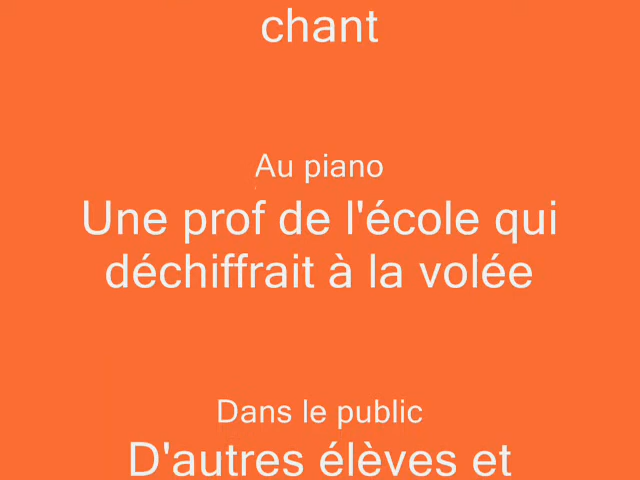 chant
Au piano
Une prof de l'école qui
déchiffrait à la volée
Dans le public
D'autres élèves et